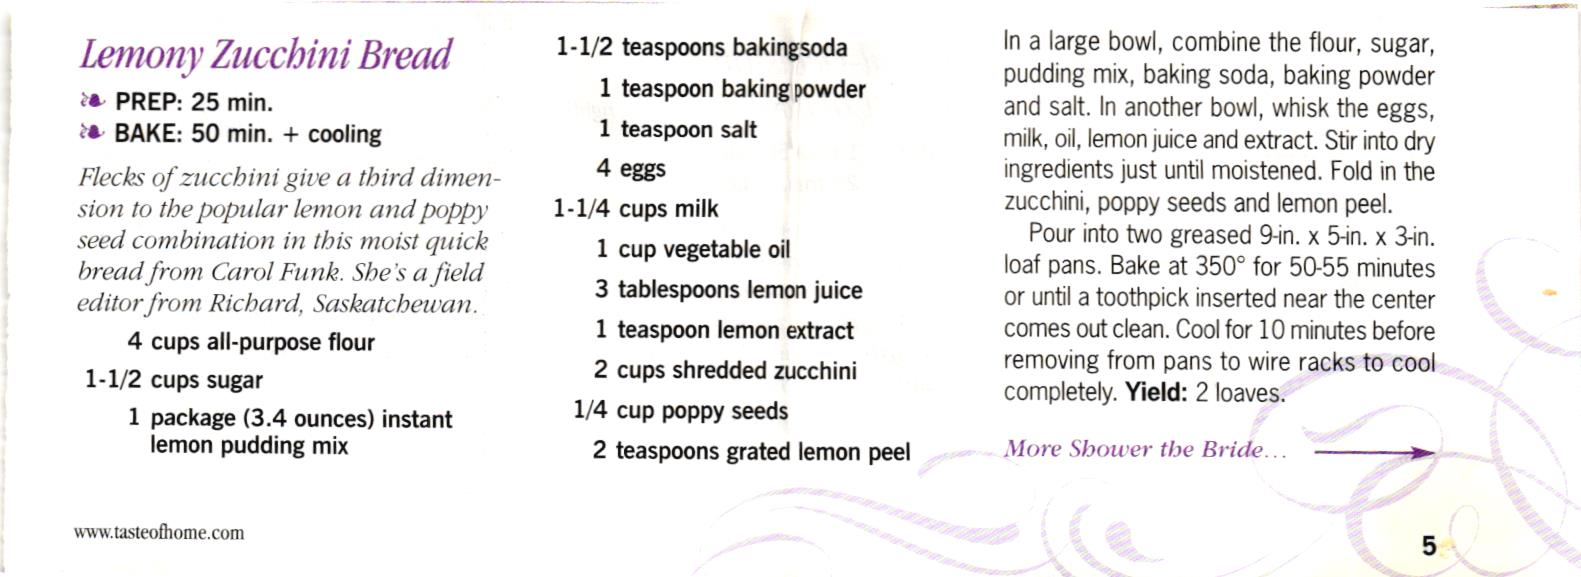 Lemony Zucchini Bread
PREP: 25 min.
BAKE: 50 min. + cooling
Flecks of zucchini give a third dimen-
sion to the popular lemon and poppy
seed combination in this moist quick
bread from Carol Funk. She's a field
editor from Richard, Saskatchewan.
4 cups all-purpose flour
1-1/2 cups sugar
1 package (3.4 ounces) instant
lemon pudding mix
1-1/2 teaspoons baking soda
1 teaspoon baking powder
1 teaspoon salt
4 eggs
1-1/4 cups milk
1 cup vegetable oil
3 tablespoons lemon juice
1 teaspoon lemon extract
2 cups shredded zucchini
1/4 cup poppy seeds
2 teaspoons grated lemon peel
In a large bowl, combine the flour, sugar,
pudding mix, baking soda, baking powder
and salt. In another bowl, whisk the eggs,
milk, oil, lemon juice and extract. Stir into dry
ingredients just until moistened. Fold in the
zucchini, poppy seeds and lemon peel.
Pour into two greased 9-in. x 5-in. x 3-in.
loaf pans. Bake at 350° for 50-55 minutes
or until a toothpick inserted near the center
comes out clean. Cool for 10 minutes before
removing from pans to wire racks to cool
completely. Yield: 2 loaves.
More Shower the Bride...
www.tasteofhome.com
5